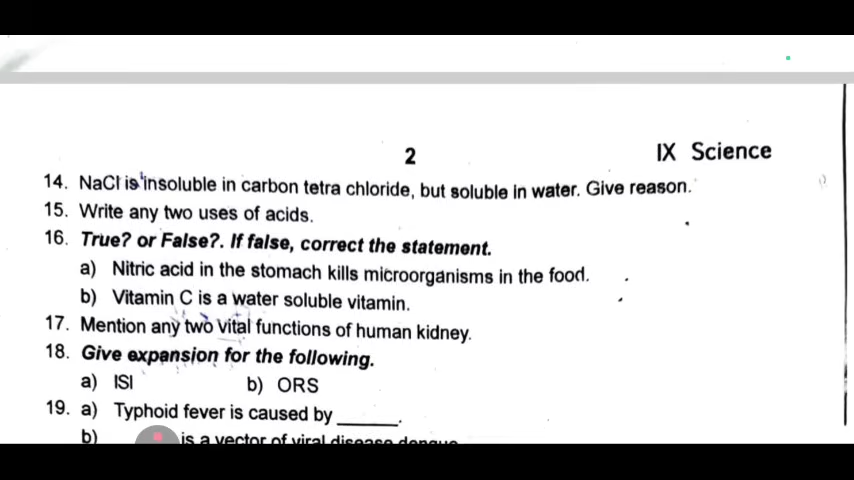 2
IX Science
14. NaCl is insoluble in carbon tetra chloride, but soluble in water. Give reason.
15. Write any two uses of acids.
16. True? or False?. If false, correct the statement.
a) Nitric acid in the stomach kills microorganisms in the food.
b) Vitamin C is a water soluble vitamin.
17. Mention any two vital functions of human kidney.
18. Give expansion for the following.
a) ISI b) ORS
19. a) Typhoid fever is caused by ______.
b) is a vector of viral disease dengue